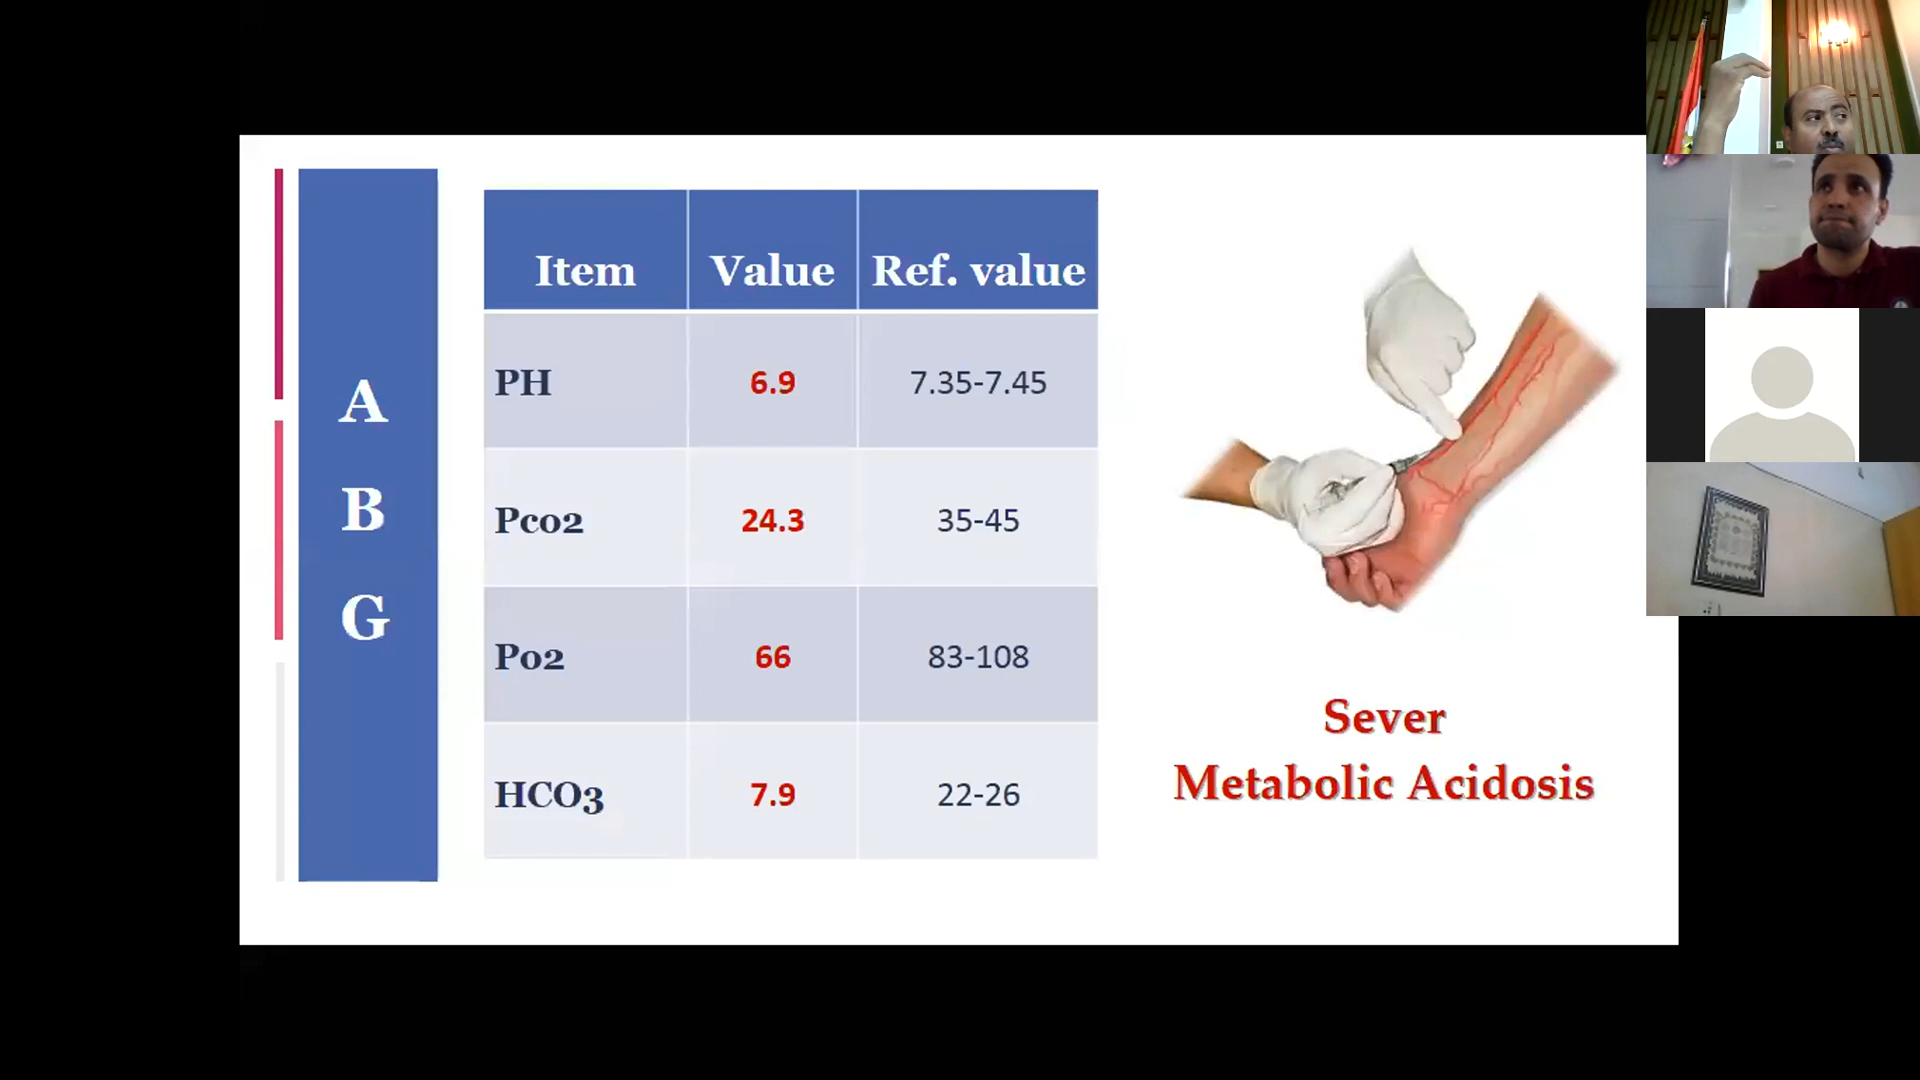 A
B
G
Item Value Ref. value
PH 6.9 7.35-7.45
Pco2 24.3 35-45
Po2 66 83-108
HCO3 7.9 22-26
Sever
Metabolic Acidosis